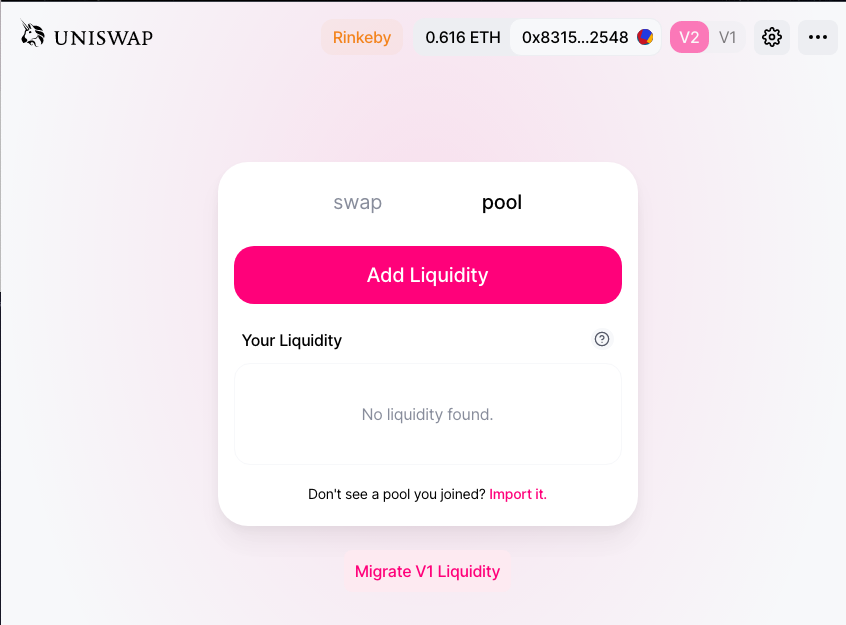 UNISWAP
Rinkeby
0.616 ETH
0x8315...2548
V2
V1
swap
pool
Add Liquidity
Your Liquidity
No liquidity found.
Don't see a pool you joined? Import it.
Migrate V1 Liquidity